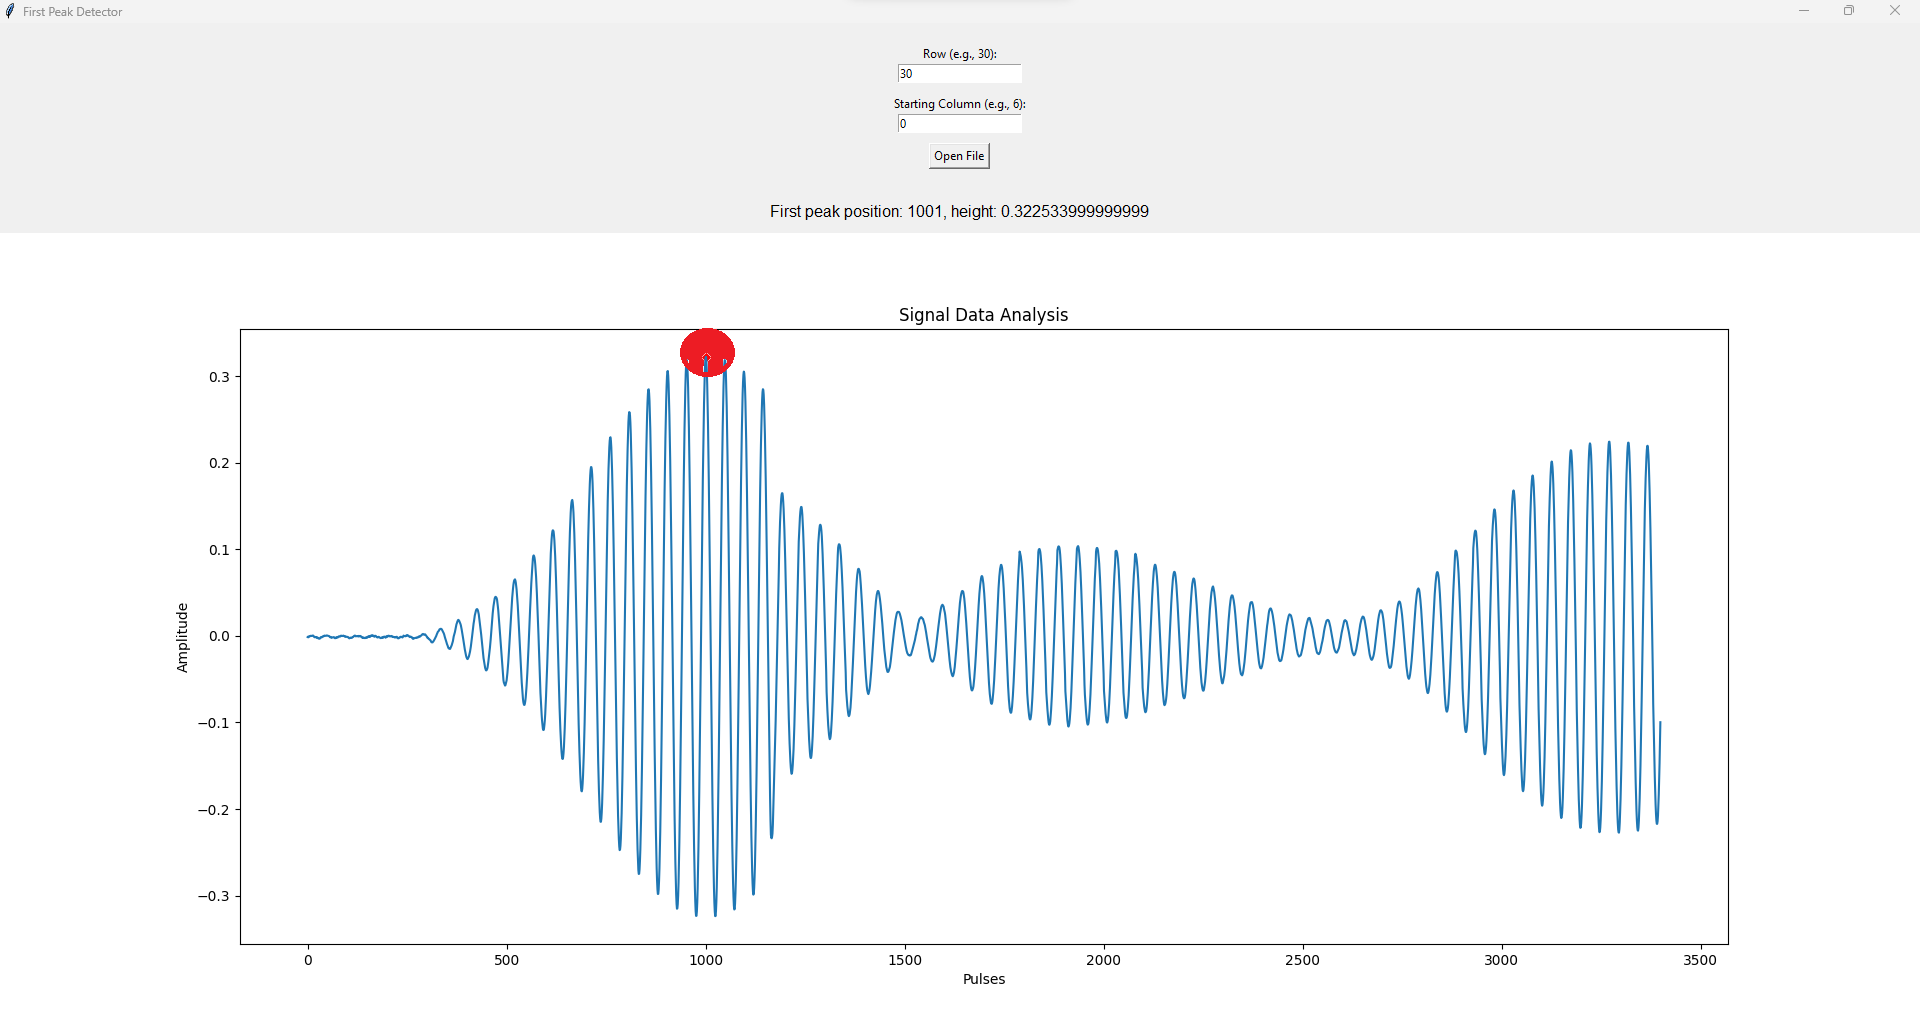 First Peak Detector
Row (e.g., 30):
30
Starting Column (e.g., 6):
0
Open File
First peak position: 1001, height: 0.322533999999999
Signal Data Analysis
0.3
0.2
0.1
0.0
−0.1
−0.2
−0.3
Amplitude
0 500 1000 1500 2000 2500 3000 3500
Pulses